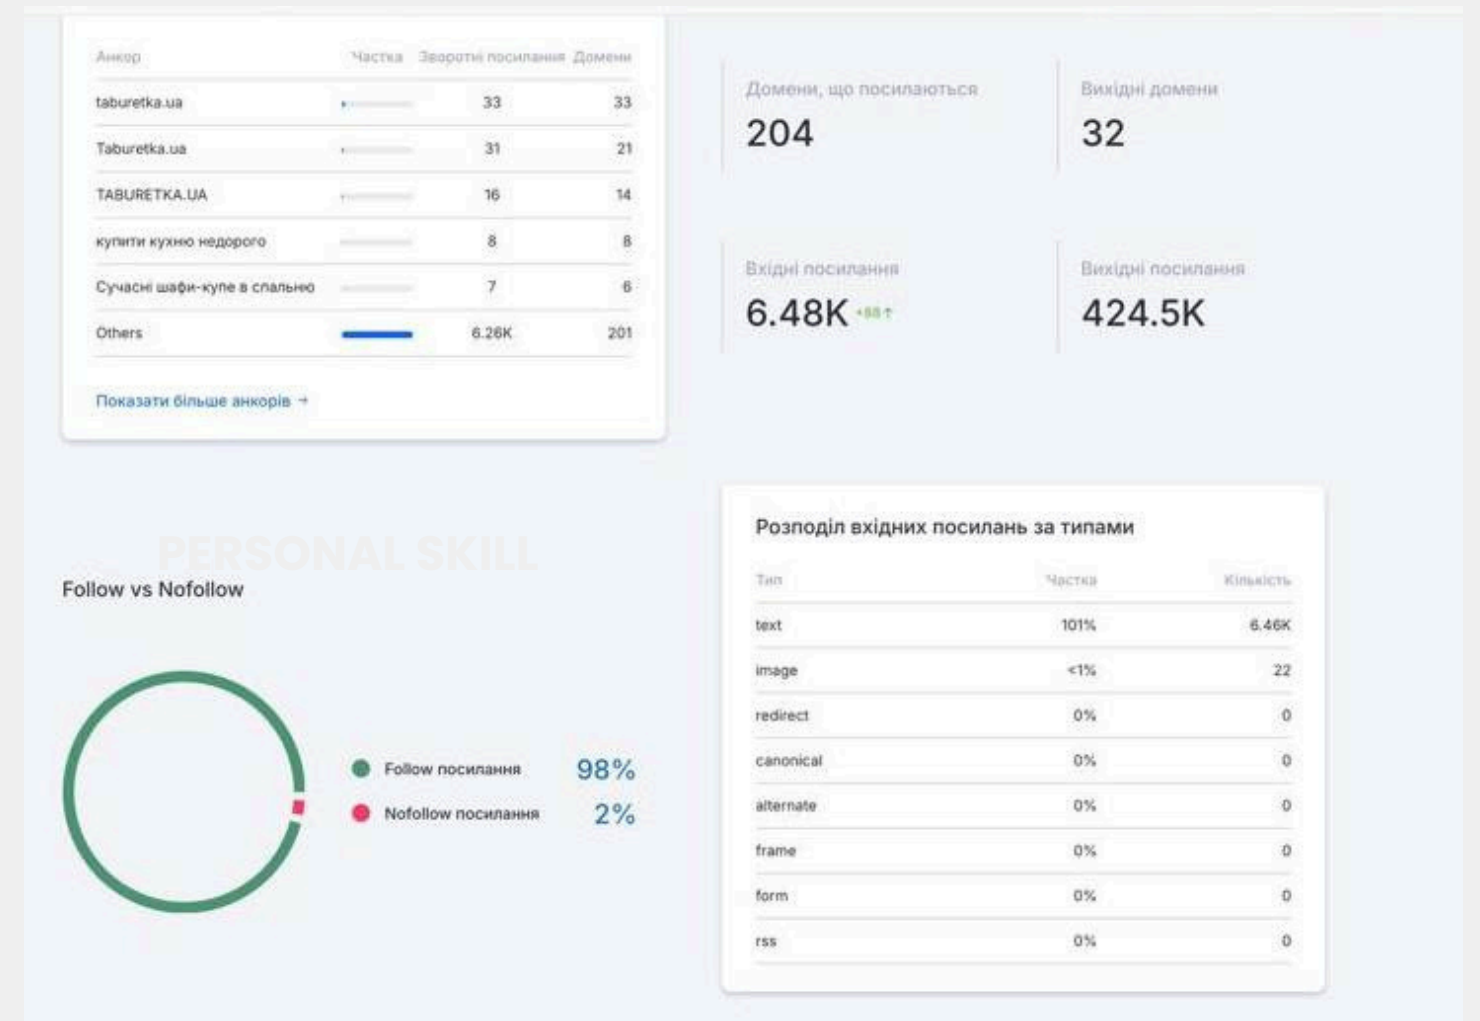 Анкор Частка Зворотні посилання Домени
taburetka.ua 33 33
Taburetka.ua 31 21
TABURETKA.UA 16 14
купити кухню недорого 8 8
Сучасні шафи-купе в спальню 7 6
Others 6.26K 201
Показати більше анкорів →
Домени, що посилаються
204
Вихідні домени
32
Вхідні посилання
6.48K +88↑
Вихідні посилання
424.5K
PERSONAL SKILL
Follow vs Nofollow
Follow посилання 98%
Nofollow посилання 2%
Розподіл вхідних посилань за типами
Тип Частка Кількість
text 101% 6.46K
image <1% 22
redirect 0% 0
canonical 0% 0
alternate 0% 0
frame 0% 0
form 0% 0
rss 0% 0